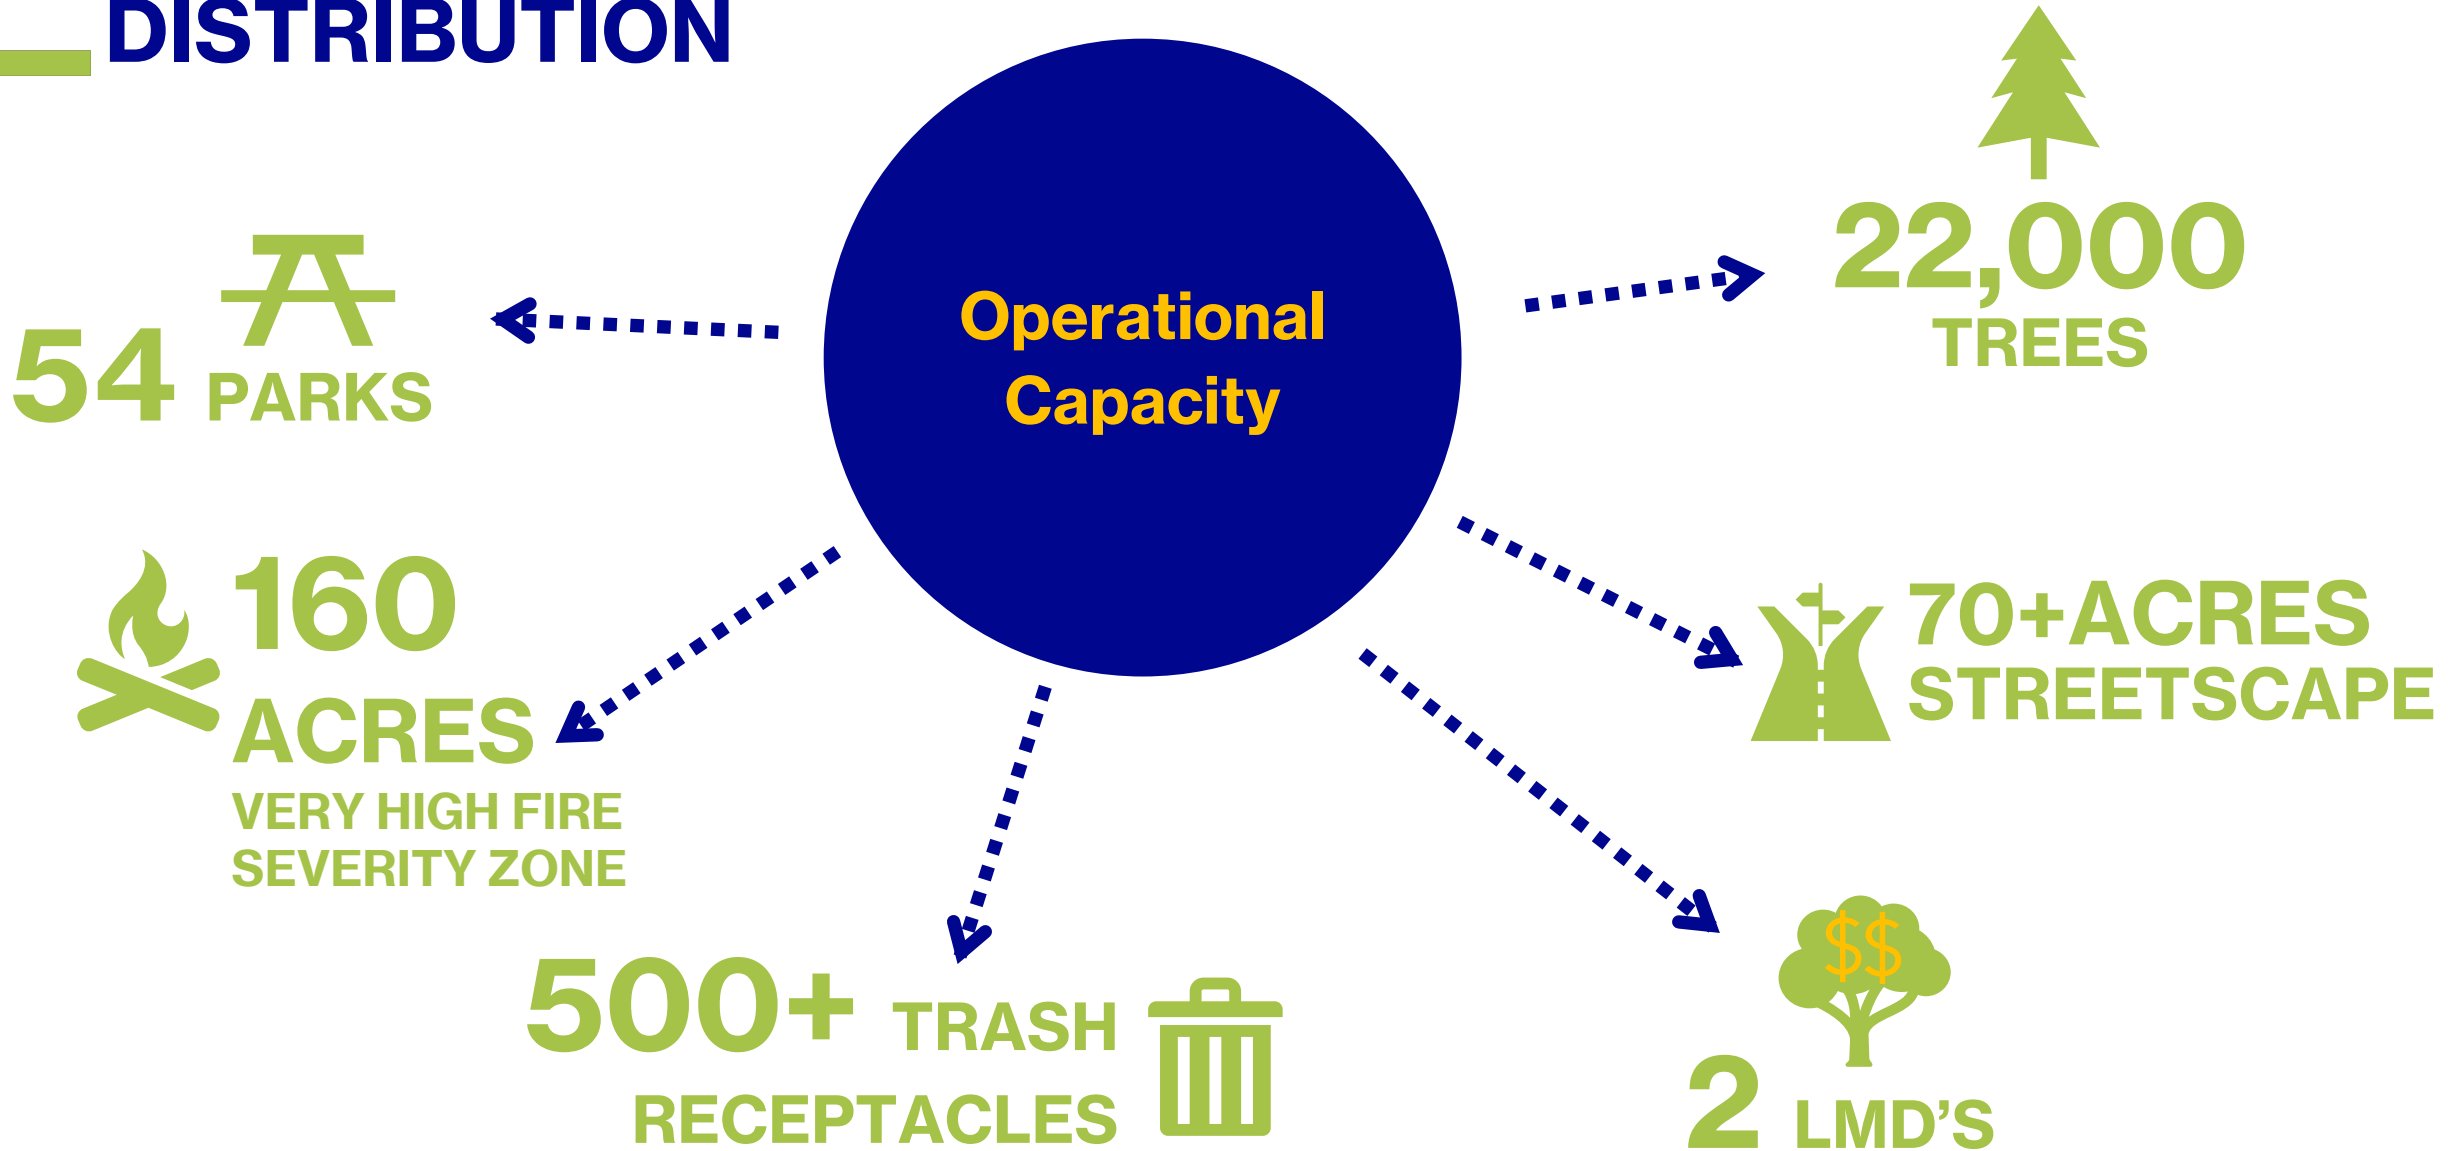 DISTRIBUTION
Operational
Capacity
54 PARKS
160
ACRES
VERY HIGH FIRE
SEVERITY ZONE
500+ TRASH
RECEPTACLES
22,000
TREES
70+ACRES
STREETSCAPE
$$
2 LMD’S